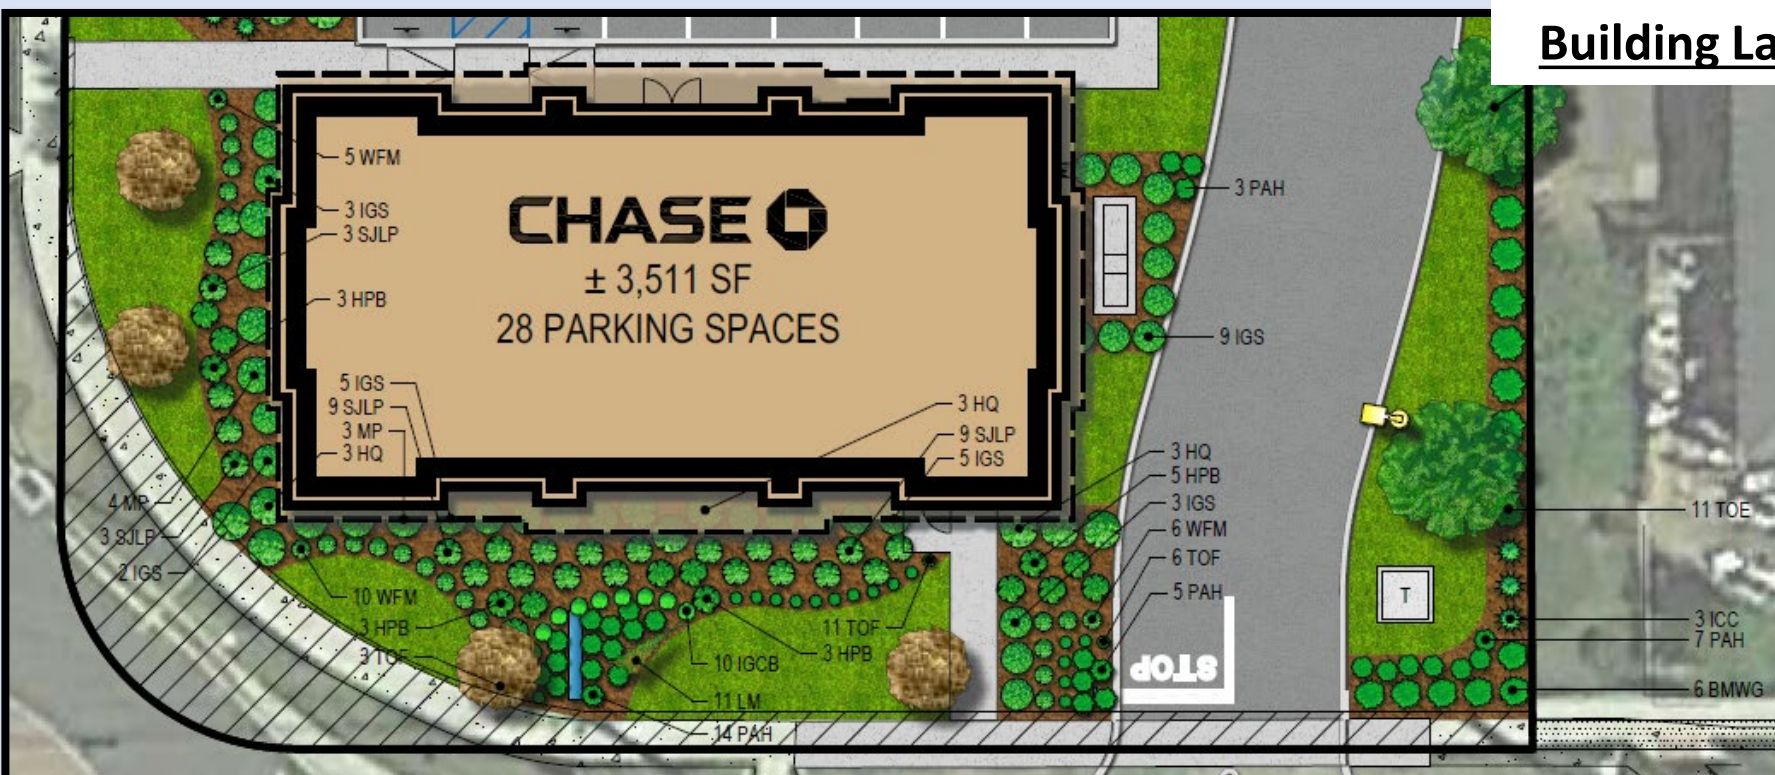 Building La
5 WFM
3 IGS
3 SJLP
3 HPB
CHASE
± 3,511 SF
28 PARKING SPACES
3 PAH
9 IGS
5 IGS
9 SJLP
3 MP
3 HQ
3 HQ
9 SJLP
5 IGS
3 HQ
5 HPB
3 IGS
6 WFM
6 TOF
5 PAH
4 MP
3 SJLP
2 IGS
10 WFM
3 HPB
3 TOF
11 TOF
3 HPB
10 IGCB
11 LM
14 PAH
STOP
T
11 TOE
3 ICC
7 PAH
6 BMWG